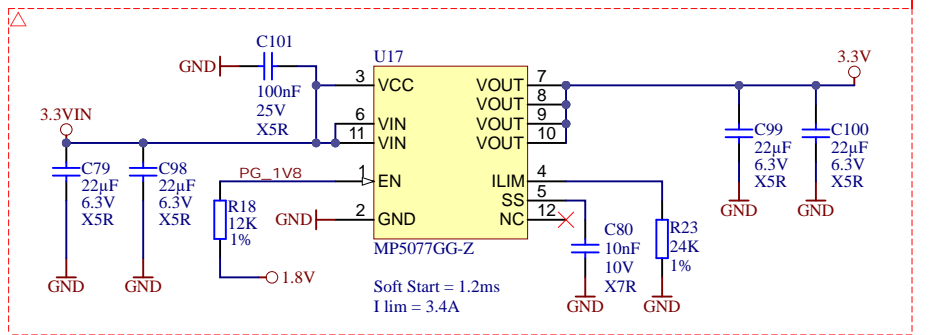 C101
GND
100nF
25V
X5R
U17
3 VCC
6 VIN
11 VIN
1 EN
2 GND
VOUT 7
VOUT 8
VOUT 9
VOUT 10
ILIM 4
SS 5
NC 12
MP5077GG-Z
3.3VIN
C79
22µF
6.3V
X5R
GND
C98
22µF
6.3V
X5R
GND
PG_1V8
R18
12K
1%
1.8V
GND
Soft Start = 1.2ms
I lim = 3.4A
C80
10nF
10V
X7R
GND
R23
24K
1%
GND
3.3V
C99
22µF
6.3V
X5R
GND
C100
22µF
6.3V
X5R
GND